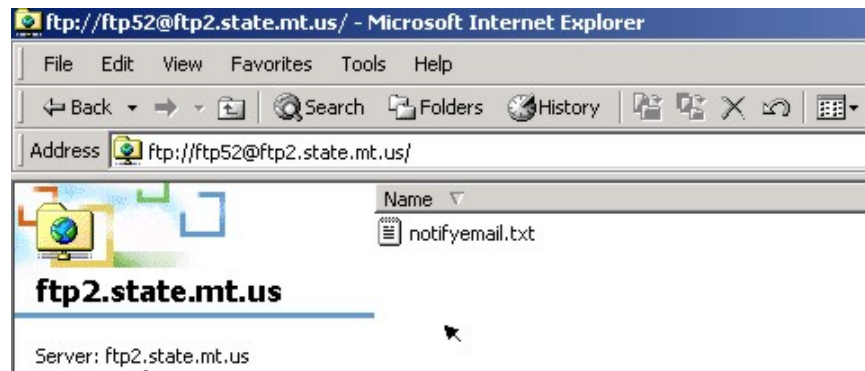 ftp://ftp52@ftp2.state.mt.us/ - Microsoft Internet Explorer
File Edit View Favorites Tools Help
Back Search Folders History
Address ftp://ftp52@ftp2.state.mt.us/
Name
notifyemail.txt
ftp2.state.mt.us
Server: ftp2.state.mt.us